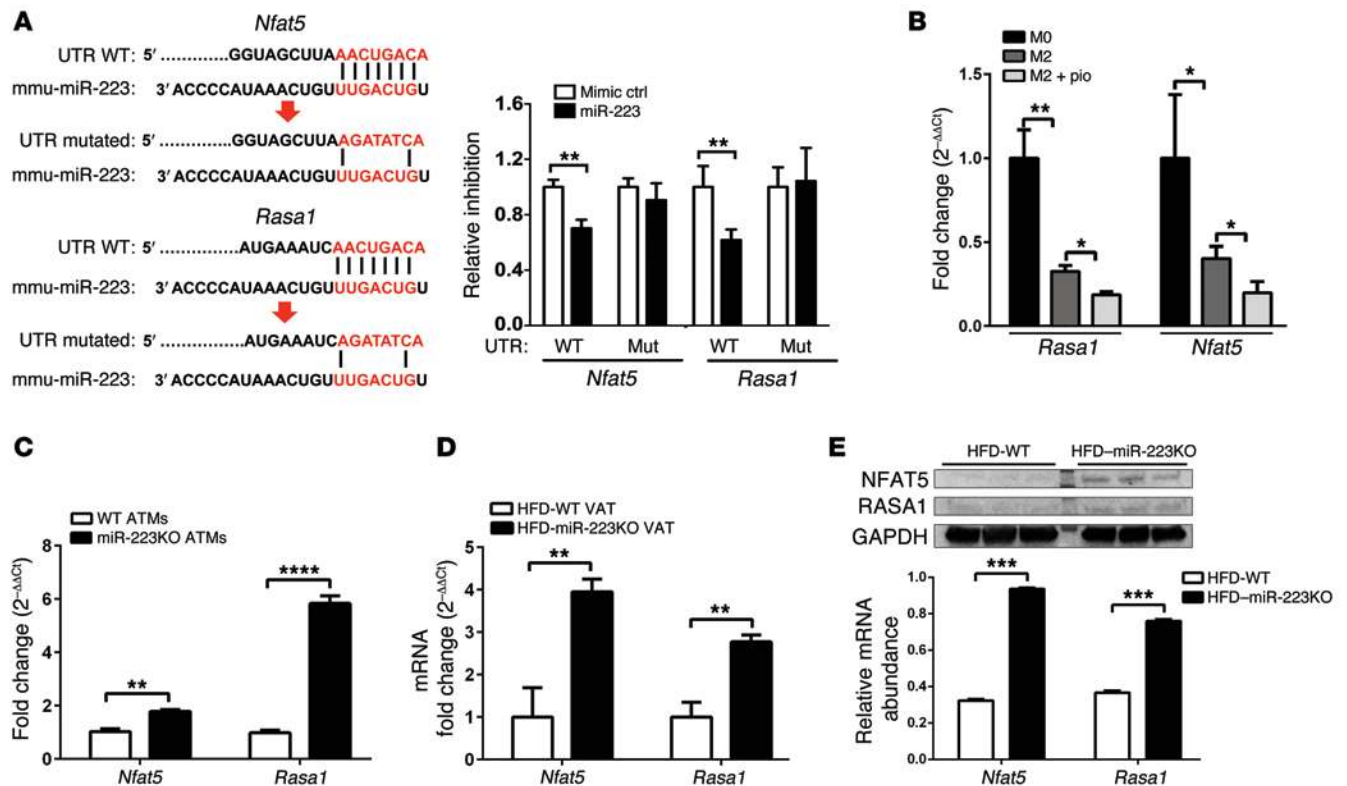 A
Nfat5
UTR WT: 5′ .............GGUAGCUUAAACUGACA
mmu-miR-223: 3′ ACCCCAUAAACUGUUUGACUGU
UTR mutated: 5′ .............GGUAGCUUAAGATATCA
mmu-miR-223: 3′ ACCCCAUAAACUGUUUGACUGU
Rasa1
UTR WT: 5′ ...............AUGAAAUCAACUGACA
mmu-miR-223: 3′ ACCCCAUAAACUGUUUGACUGU
UTR mutated: 5′ ...............AUGAAAUCAGATATCA
mmu-miR-223: 3′ ACCCCAUAAACUGUUUGACUGU
Mimic ctrl
miR-223
Relative inhibition
1.6
1.2
0.8
0.4
0.0
** **
UTR: WT Mut WT Mut
Nfat5 Rasa1
B
M0
M2
M2 + pio
Fold change (2−ΔΔCt)
1.5
1.0
0.5
0.0
** * * *
Rasa1 Nfat5
C
WT ATMs
miR-223KO ATMs
Fold change (2−ΔΔCt)
8
6
4
2
0
** ****
Nfat5 Rasa1
D
HFD-WT VAT
HFD-miR-223KO VAT
mRNA
fold change (2−ΔΔCt)
5
4
3
2
1
0
** **
Nfat5 Rasa1
E
HFD-WT HFD–miR-223KO
NFAT5
RASA1
GAPDH
HFD-WT
HFD–miR-223KO
Relative mRNA
abundance
1.0
0.8
0.6
0.4
0.2
0.0
*** ***
Nfat5 Rasa1